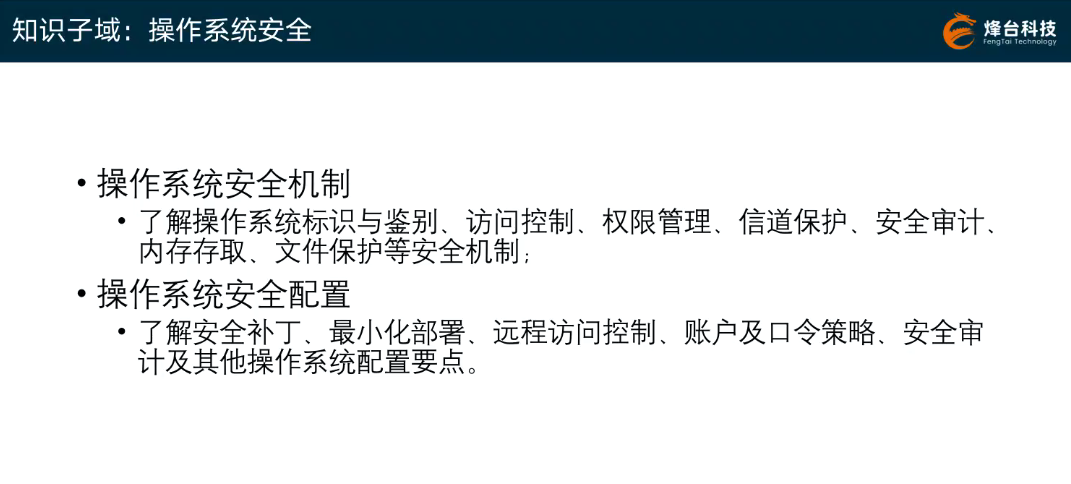 知识子域：操作系统安全
烽台科技
FengTai Technology
• 操作系统安全机制
• 了解操作系统标识与鉴别、访问控制、权限管理、信道保护、安全审计、
内存存取、文件保护等安全机制；
• 操作系统安全配置
• 了解安全补丁、最小化部署、远程访问控制、账户及口令策略、安全审
计及其他操作系统配置要点。